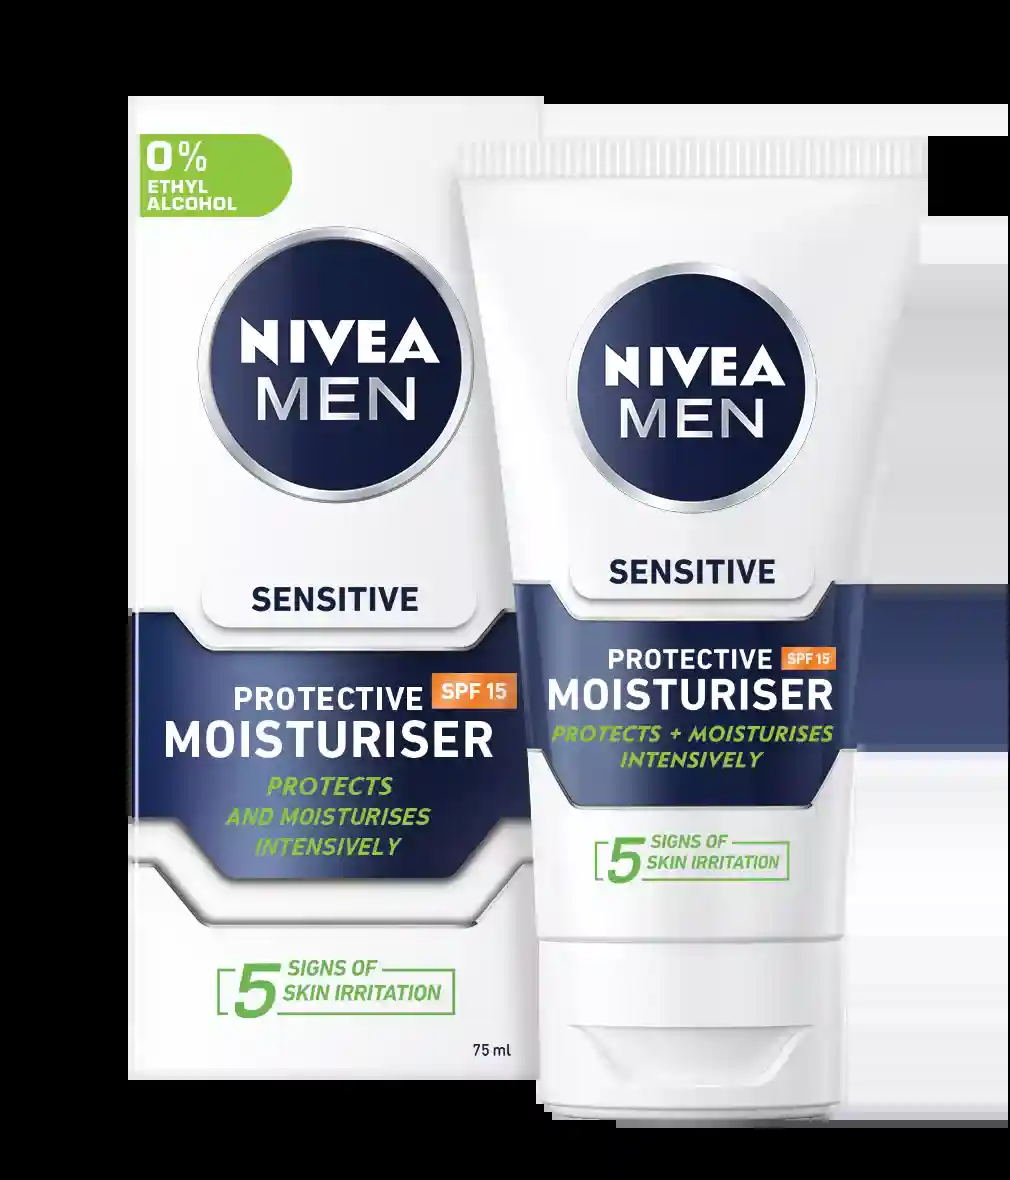 0%
ETHYL
ALCOHOL
NIVEA
MEN
SENSITIVE
PROTECTIVE SPF 15
MOISTURISER
PROTECTS
AND MOISTURISES
INTENSIVELY
5 SIGNS OF
SKIN IRRITATION
75 ml
NIVEA
MEN
SENSITIVE
PROTECTIVE SPF 15
MOISTURISER
PROTECTS + MOISTURISES
INTENSIVELY
5 SIGNS OF
SKIN IRRITATION